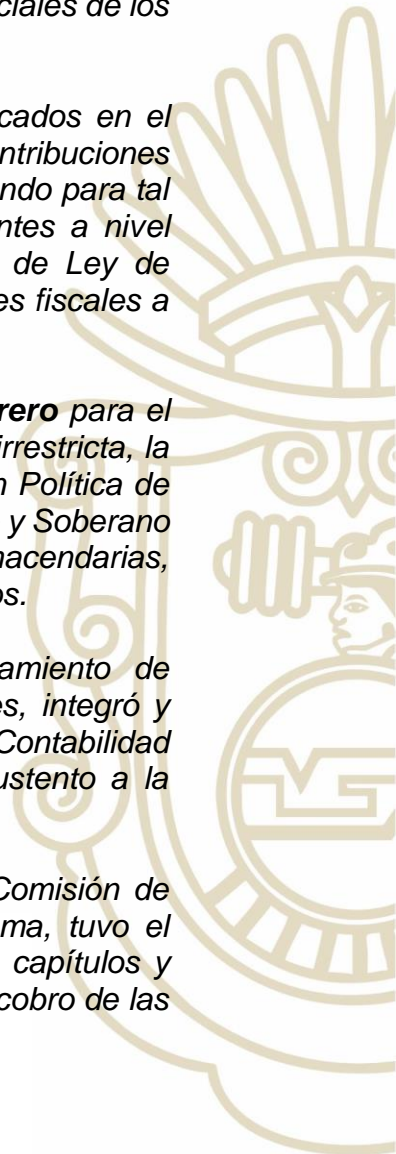 ciales de los
cados en el
ntribuciones
ndo para tal
ntes a nivel
de Ley de
es fiscales a
rero para el
irrestricta, la
n Política de
y Soberano
hacendarias,
os.
amiento de
es, integró y
Contabilidad
ustento a la
Comisión de
ma, tuvo el
capítulos y
cobro de las